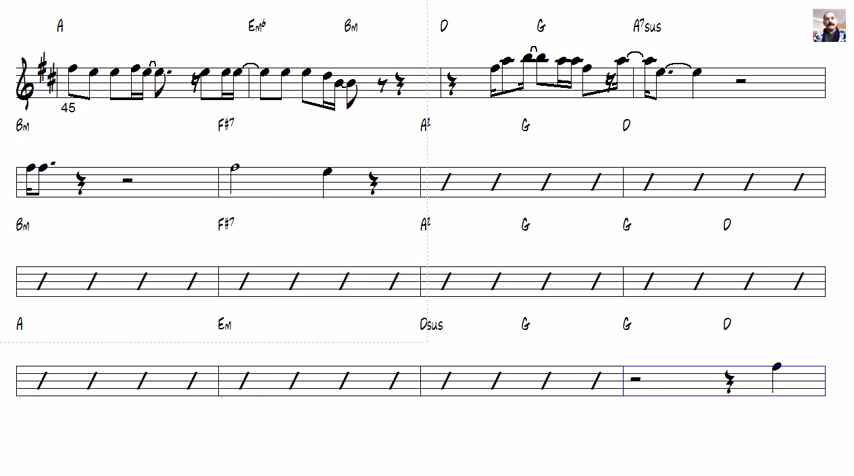 A Em6 Bm D G A7sus
45
Bm F#7 A2 G D
Bm F#7 A2 G G D
A Em Dsus G G D